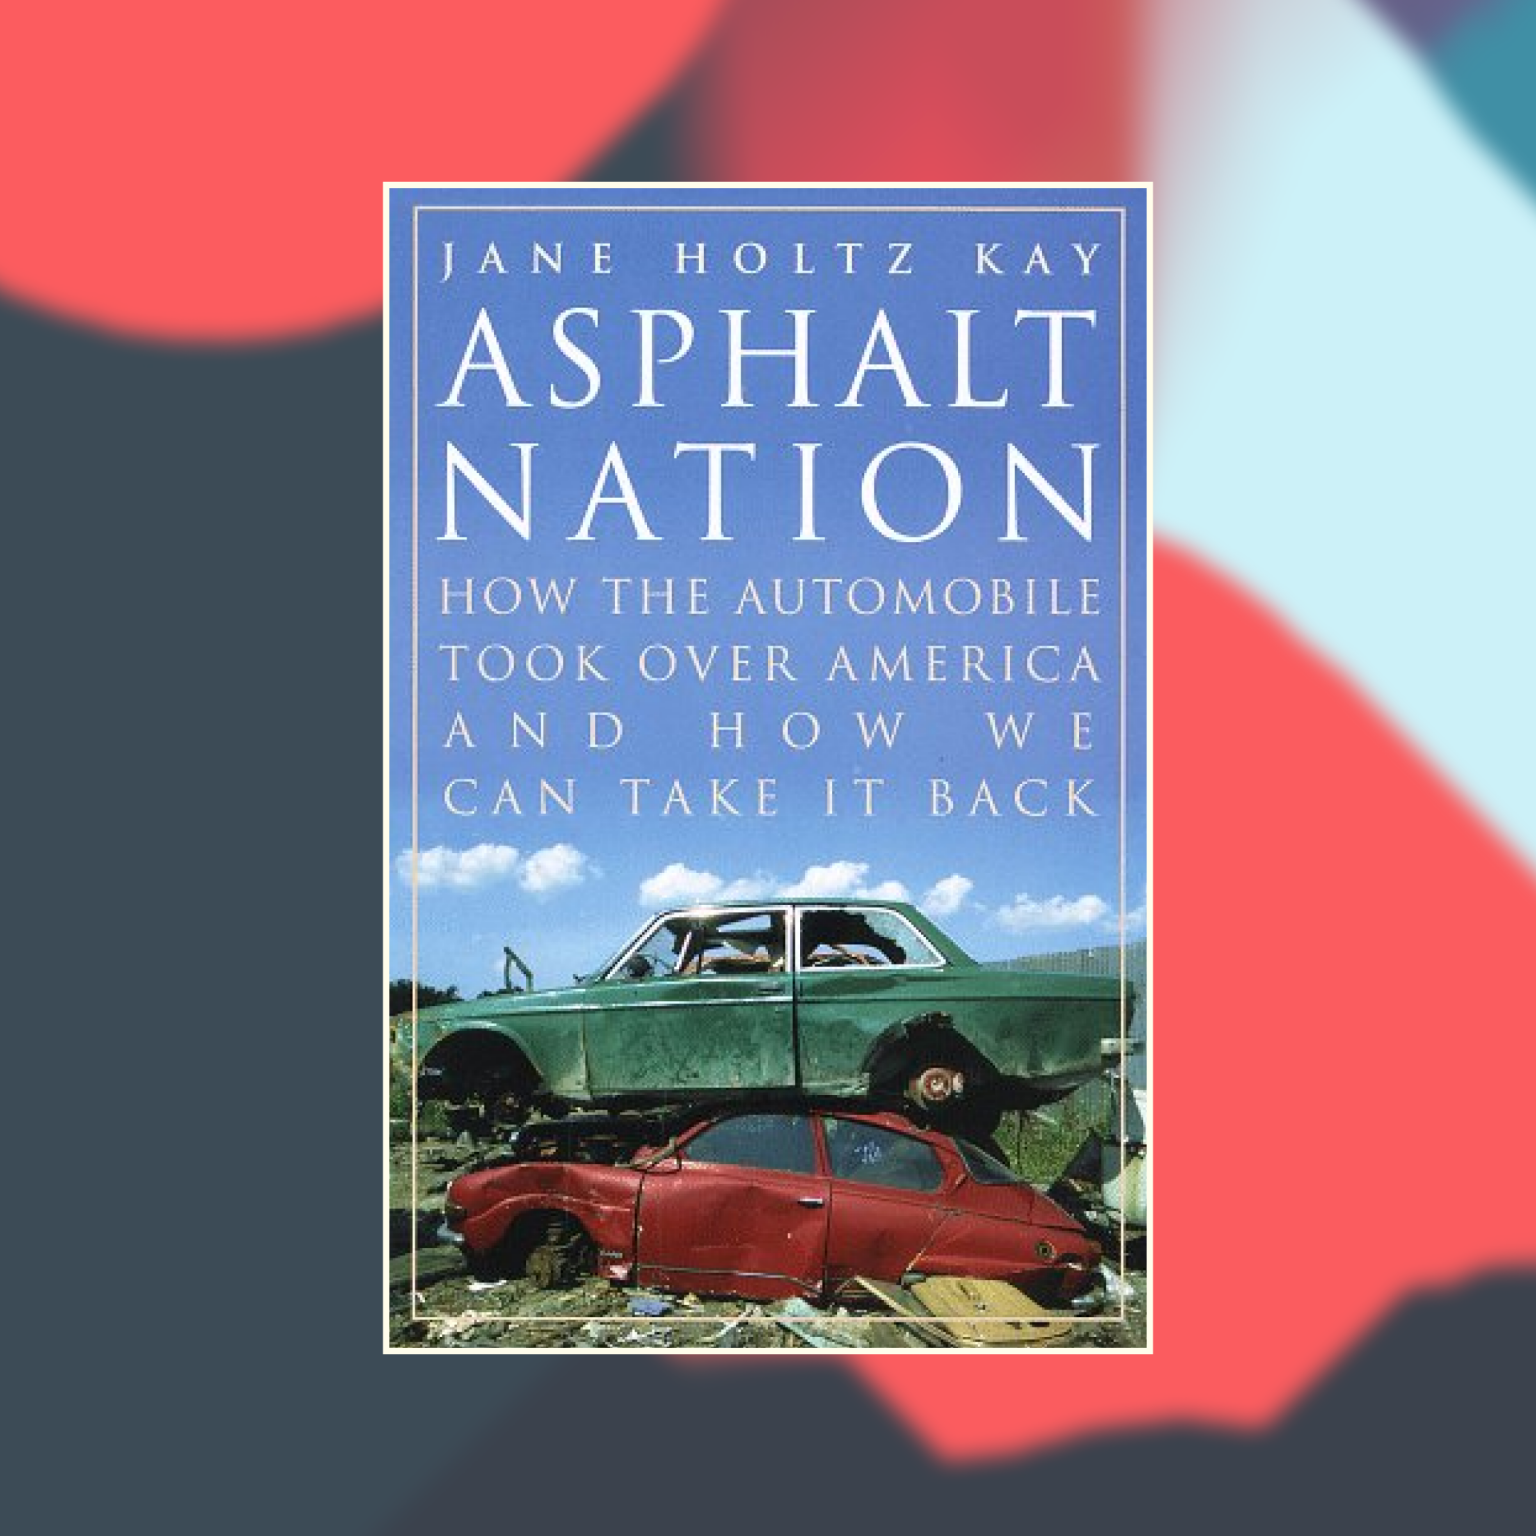 JANE HOLTZ KAY
ASPHALT
NATION
HOW THE AUTOMOBILE
TOOK OVER AMERICA
AND HOW WE
CAN TAKE IT BACK